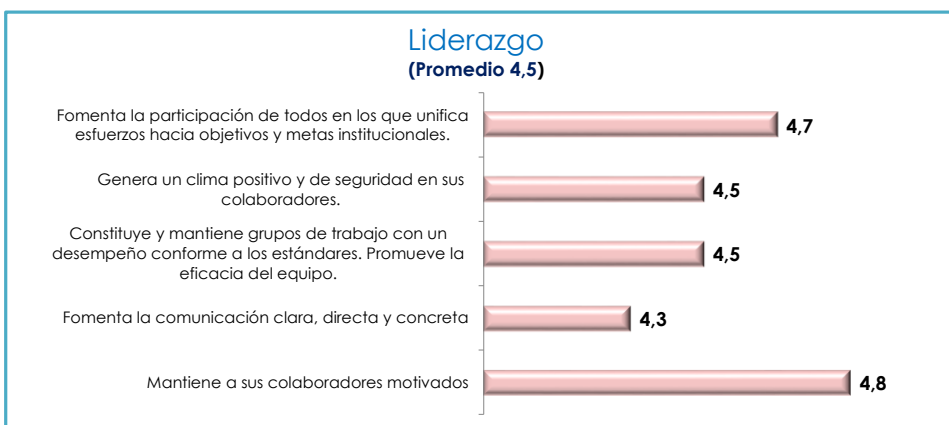 Liderazgo
(Promedio 4,5)
Fomenta la participación de todos en los que unifica
esfuerzos hacia objetivos y metas institucionales.
4,7
Genera un clima positivo y de seguridad en sus
colaboradores.
4,5
Constituye y mantiene grupos de trabajo con un
desempeño conforme a los estándares. Promueve la
eficacia del equipo.
4,5
Fomenta la comunicación clara, directa y concreta
4,3
Mantiene a sus colaboradores motivados
4,8